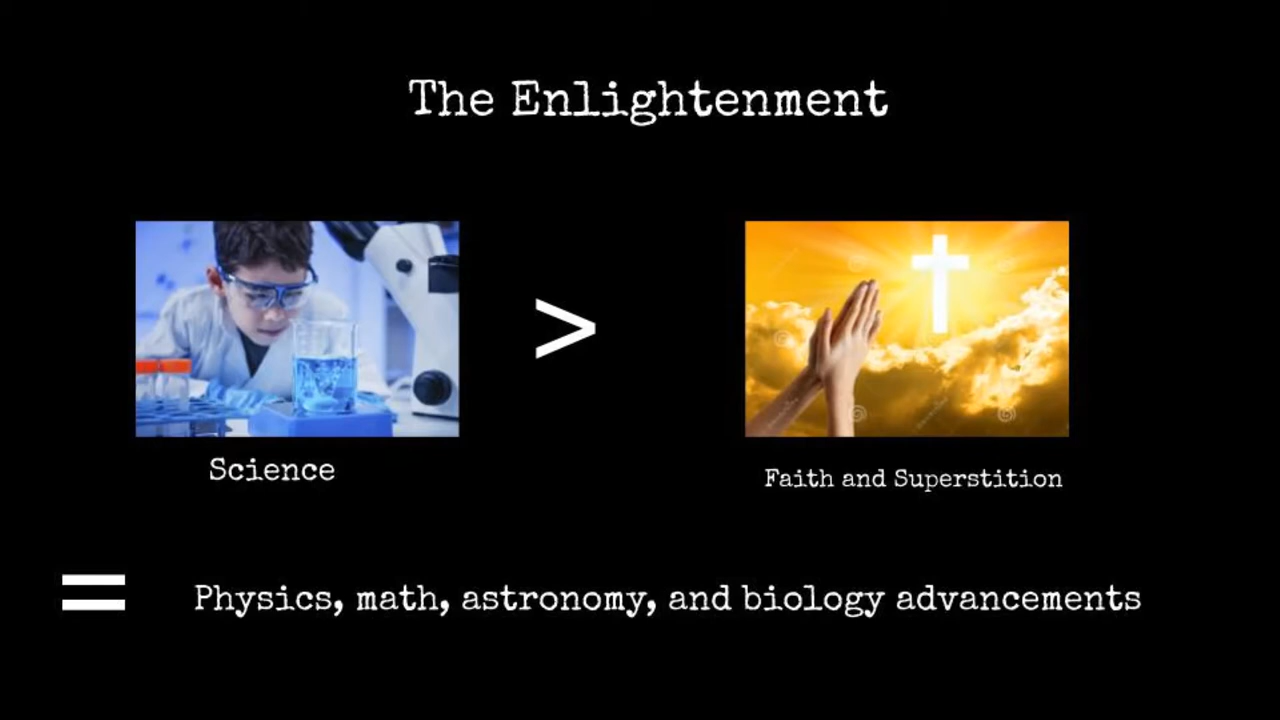 The Enlightenment
>
Science
Faith and Superstition
= Physics, math, astronomy, and biology advancements